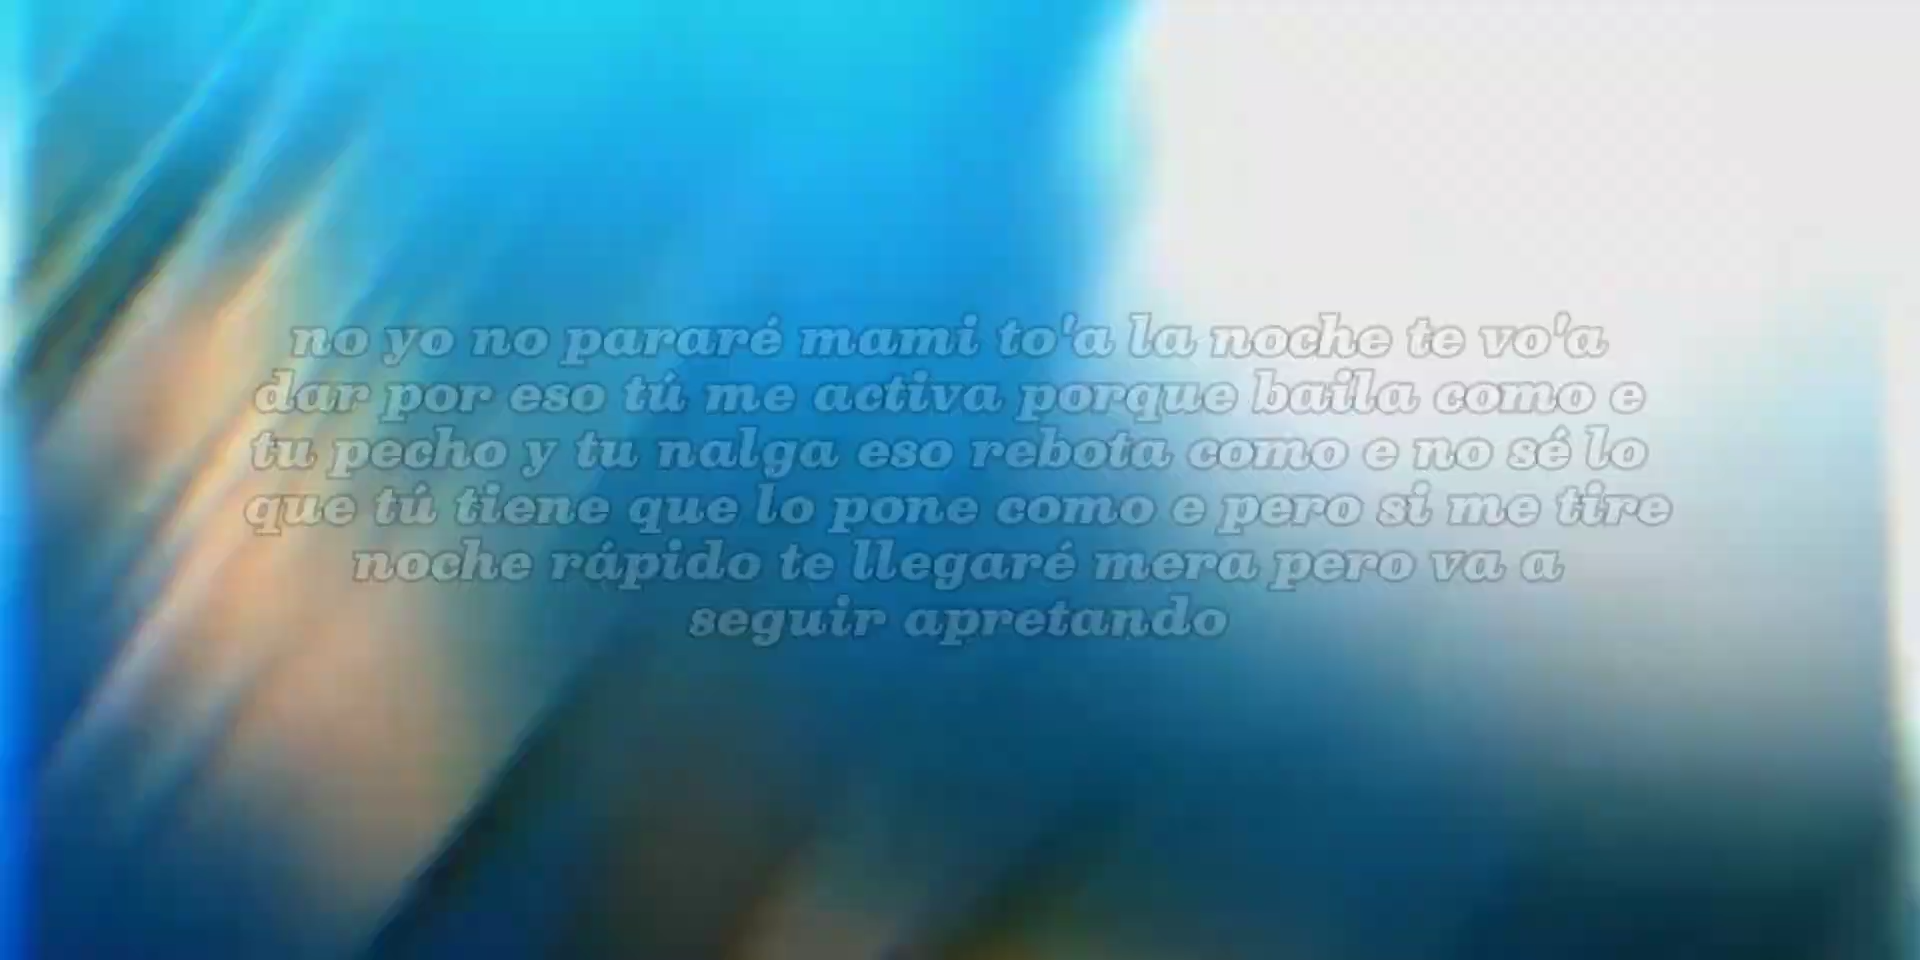 no yo no pararé mami to'a la noche te vo'a
dar por eso tú me activa porque baila como e
tu pecho y tu nalga eso rebota como e no sé lo
que tú tiene que lo pone como e pero si me tire
noche rápido te llegaré mera pero va a
seguir apretando